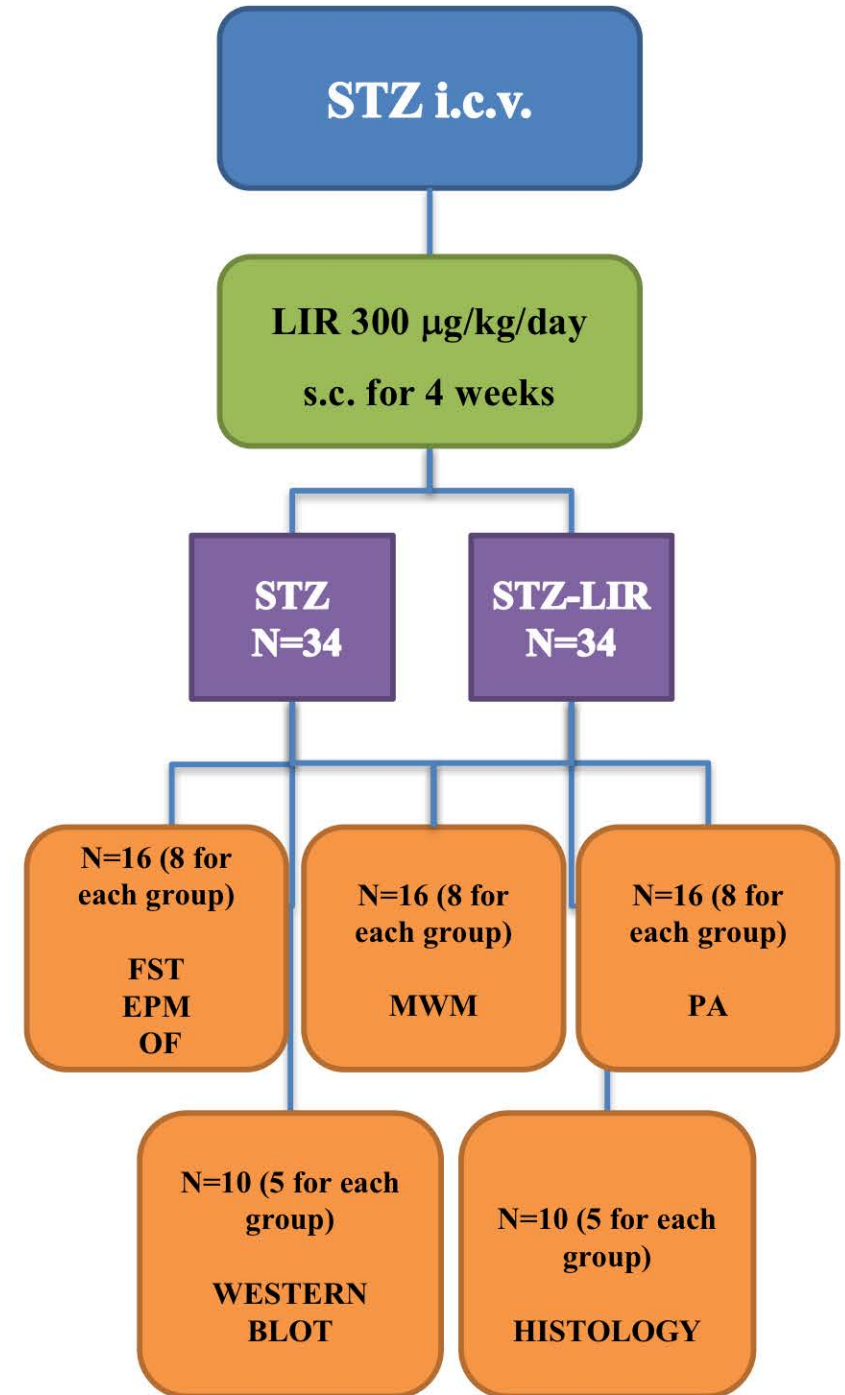 STZ i.c.v.
LIR 300 μg/kg/day
s.c. for 4 weeks
STZ
N=34
STZ-LIR
N=34
N=16 (8 for
each group)
FST
EPM
OF
N=16 (8 for
each group)
MWM
N=16 (8 for
each group)
PA
N=10 (5 for each
group)
WESTERN
BLOT
N=10 (5 for each
group)
HISTOLOGY